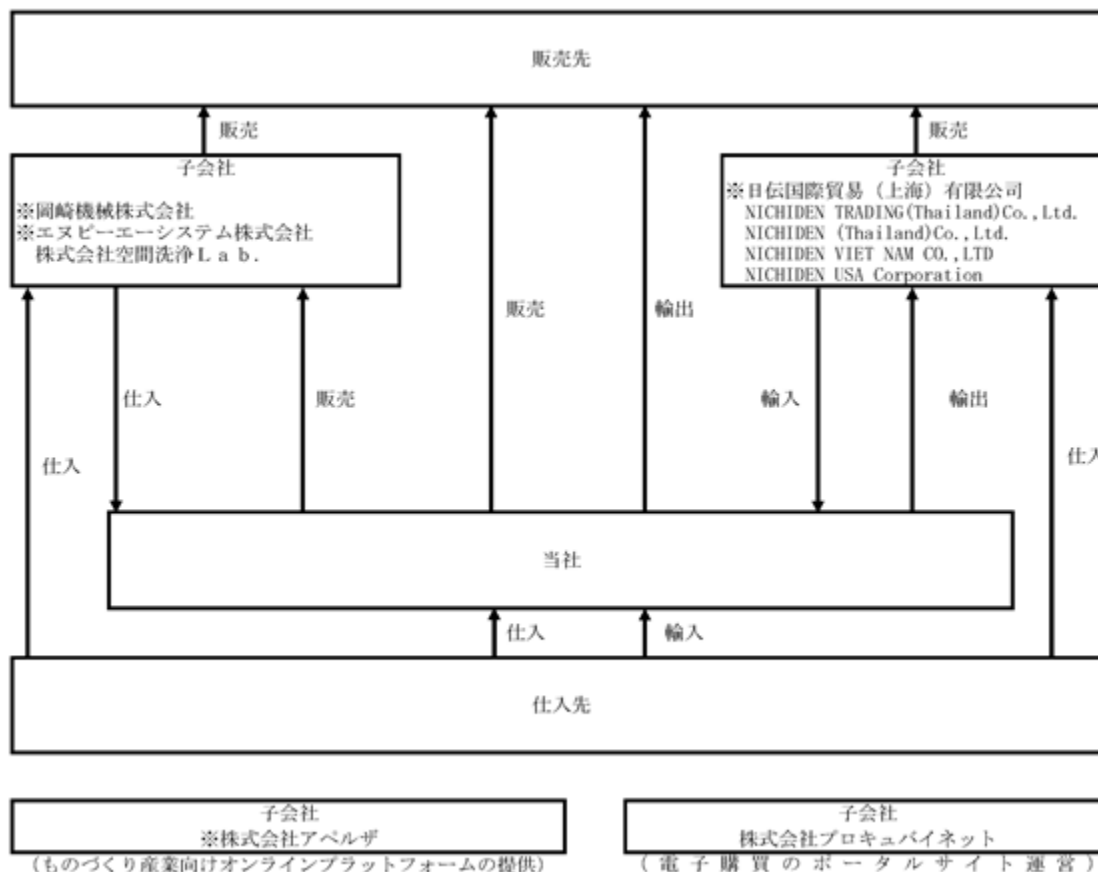 販売先
販売
販売
子会社
※岡崎機械株式会社
※エヌピーエーシステム株式会社
株式会社空間洗浄Ｌａｂ.
子会社
※日伝国際貿易（上海）有限公司
NICHIDEN TRADING(Thailand)Co.,Ltd.
NICHIDEN (Thailand)Co.,Ltd.
NICHIDEN VIET NAM CO.,LTD
NICHIDEN USA Corporation
販売
輸出
仕入
販売
輸入
輸出
仕入
仕入
当社
仕入
輸入
仕入先
子会社
※株式会社アペルザ
（ものづくり産業向けオンラインプラットフォームの提供）
子会社
株式会社プロキュバイネット
（電子購買のポータルサイト運営）